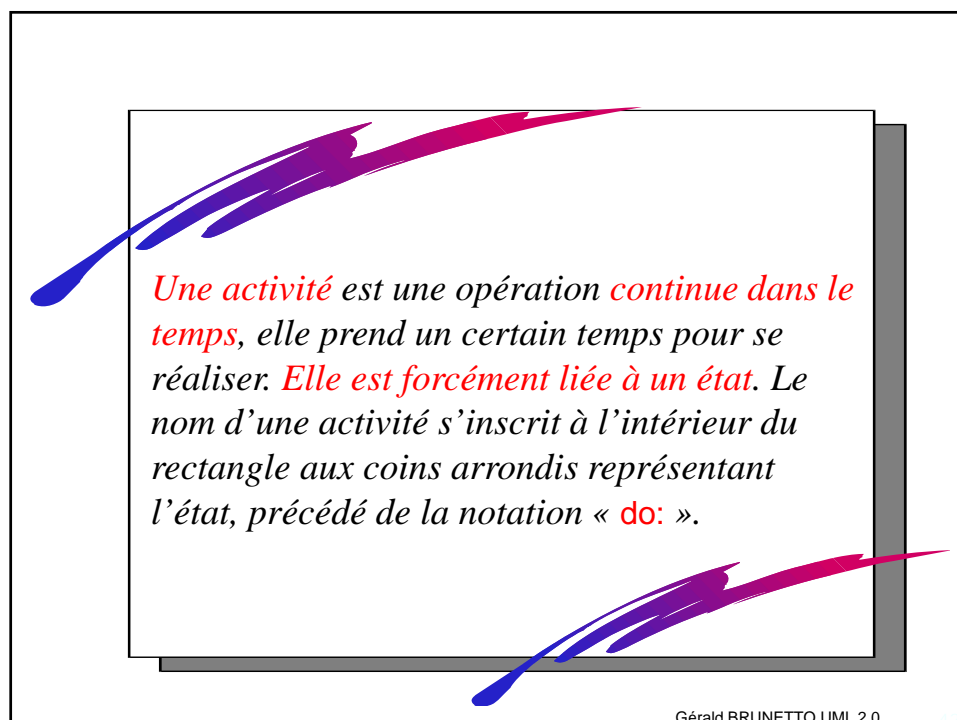 Une activité est une opération continue dans le
temps, elle prend un certain temps pour se
réaliser. Elle est forcément liée à un état. Le
nom d’une activité s’inscrit à l’intérieur du
rectangle aux coins arrondis représentant
l’état, précédé de la notation « do: ».
Gérald BRUNETTO UML 2.0